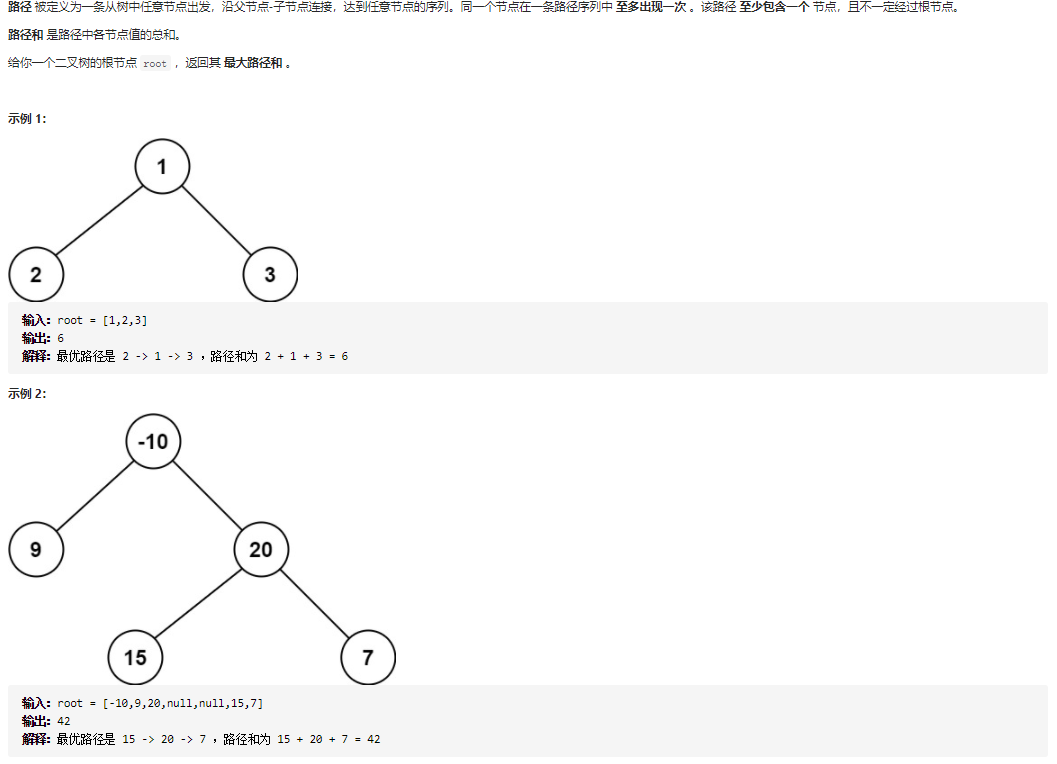 路径 被定义为一条从树中任意节点出发，沿父节点-子节点连接，达到任意节点的序列。同一个节点在一条路径序列中 至多出现一次 。该路径 至少包含一个 节点，且不一定经过根节点。
路径和 是路径中各节点值的总和。
给你一个二叉树的根节点 root ，返回其 最大路径和 。
示例 1：
1
2
3
输入：root = [1,2,3]
输出：6
解释：最优路径是 2 -> 1 -> 3 ，路径和为 2 + 1 + 3 = 6
示例 2：
-10
9
20
15
7
输入：root = [-10,9,20,null,null,15,7]
输出：42
解释：最优路径是 15 -> 20 -> 7 ，路径和为 15 + 20 + 7 = 42